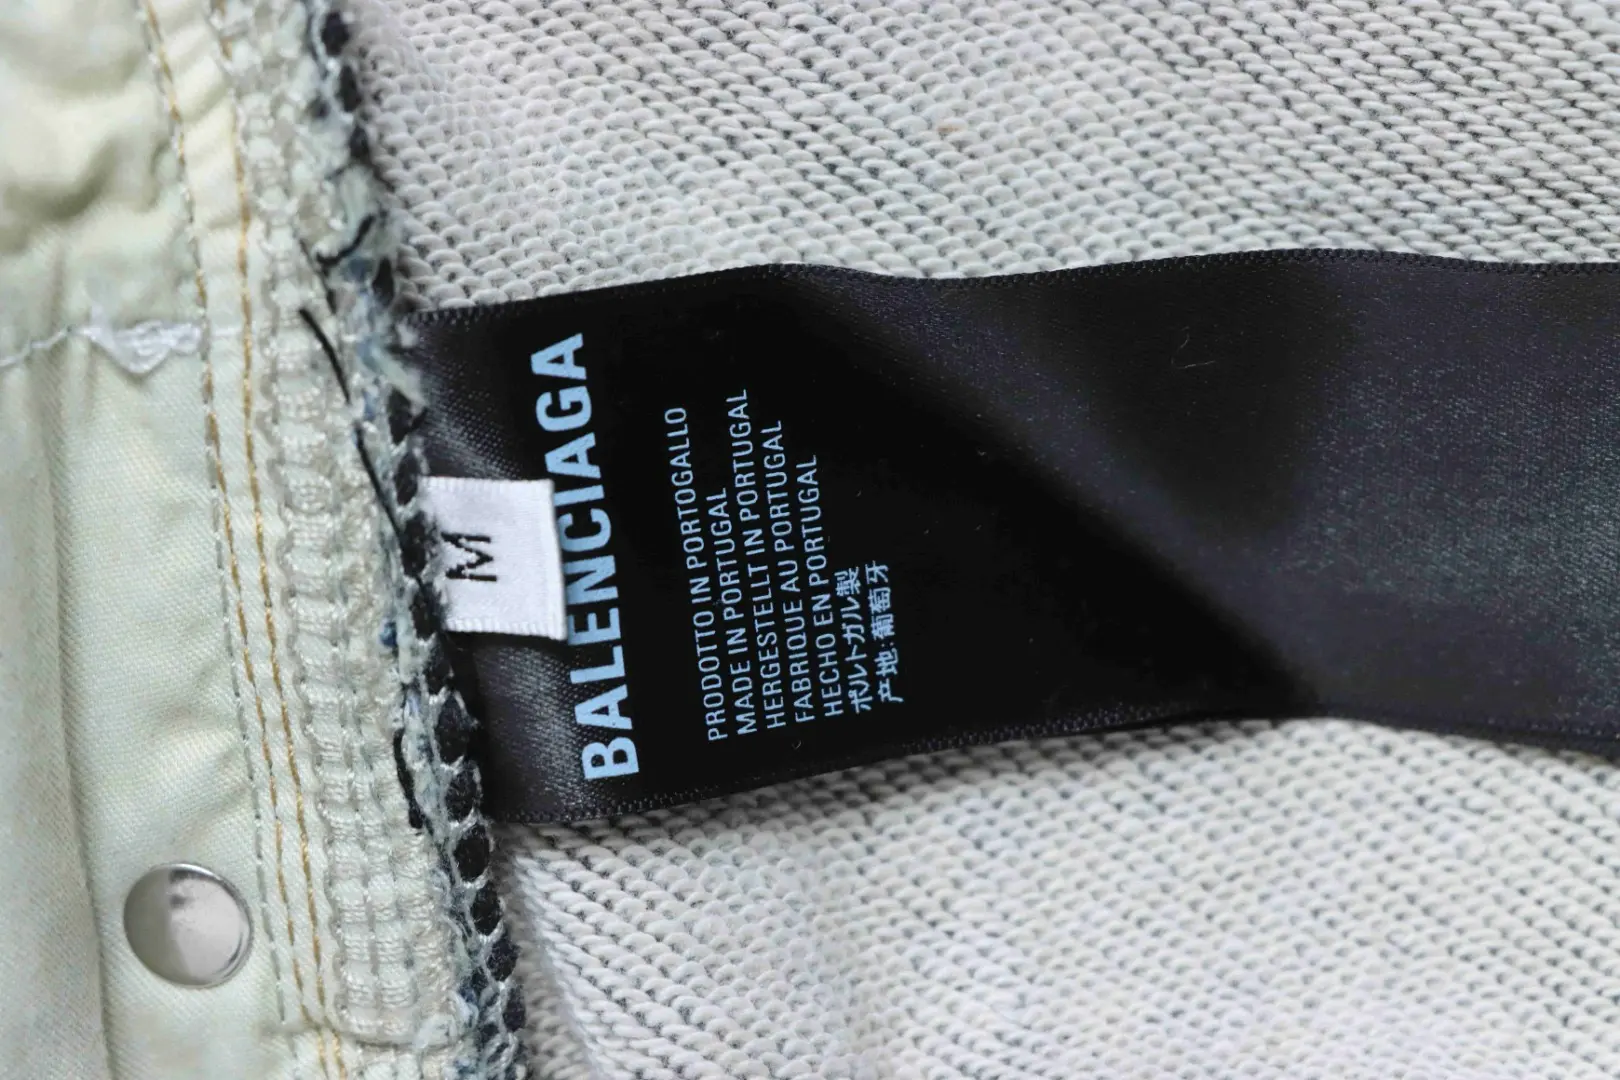 M
BALENCIAGA
PRODOTTO IN PORTOGALLO
MADE IN PORTUGAL
HERGESTELLT IN PORTUGAL
FABRIQUE AU PORTUGAL
HECHO EN PORTUGAL
ポルトガル製
产地:葡萄牙